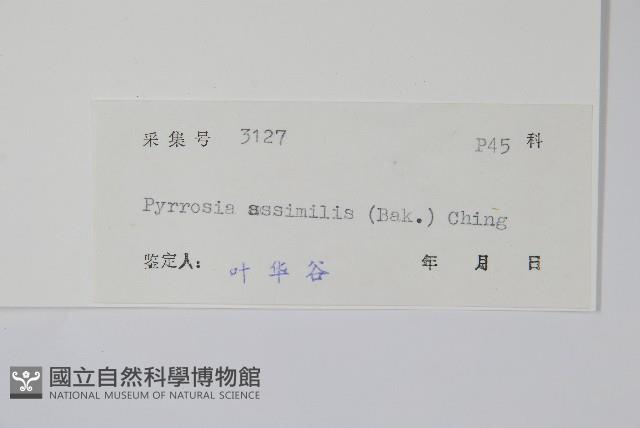 采集号 3127 P45 科
Pyrrosia assimilis (Bak.) Ching
鉴定人: 叶华谷 年 月 日
國立自然科學博物館
NATIONAL MUSEUM OF NATURAL SCIENCE